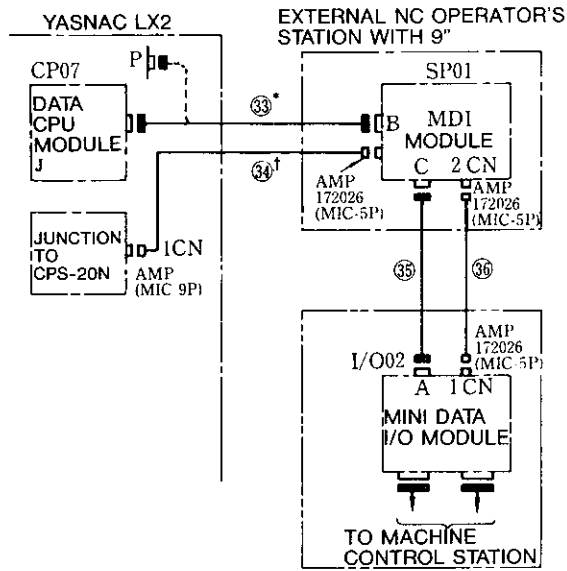 YASNAC LX2
EXTERNAL NC OPERATOR'S
STATION WITH 9"
P
CP07
SP01
DATA
CPU
MODULE
J
33*
B
MDI
MODULE
34†
AMP
172026
(MIC-5P)
C
2 CN
AMP
172026
(MIC-5P)
JUNCTION
TO
CPS-20N
1CN
AMP
(MIC 9P)
35
36
I/O02
AMP
172026
(MIC-5P)
A
1 CN
MINI DATA
I/O MODULE
TO MACHINE
CONTROL STATION